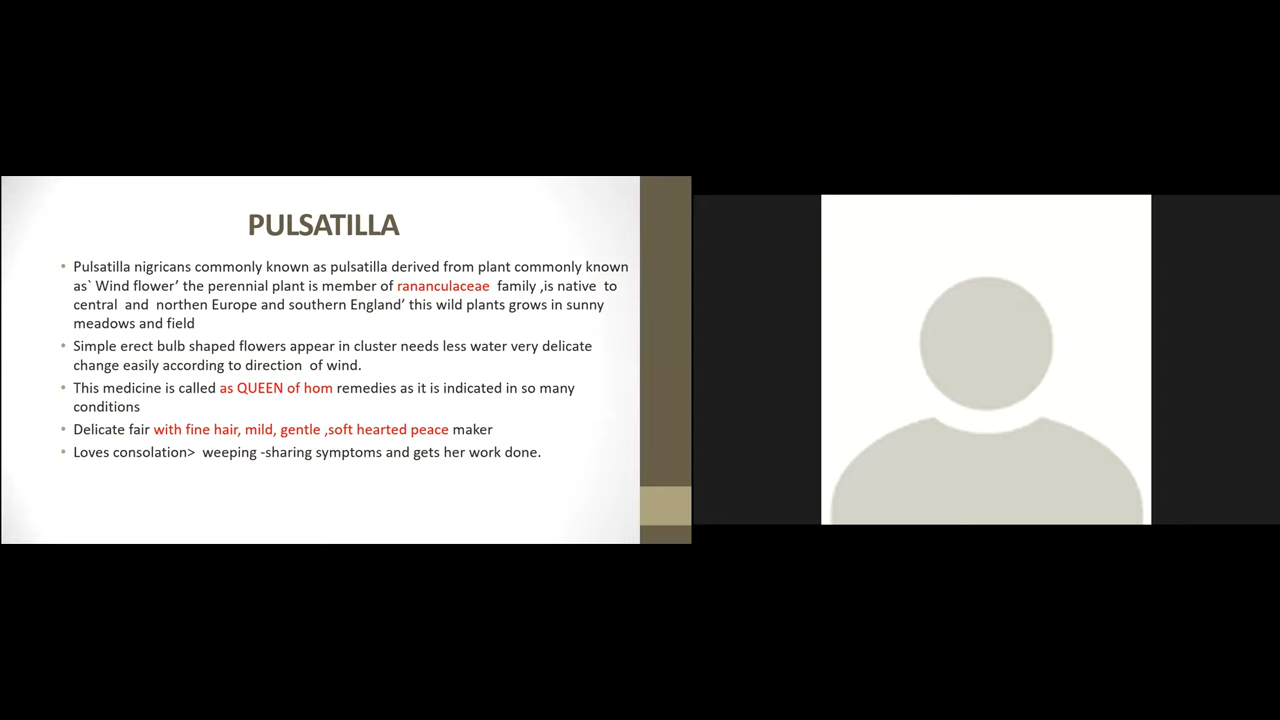 PULSATILLA
• Pulsatilla nigricans commonly known as pulsatilla derived from plant commonly known
as` Wind flower’ the perennial plant is member of rananculaceae family ,is native to
central and northen Europe and southern England’ this wild plants grows in sunny
meadows and field
• Simple erect bulb shaped flowers appear in cluster needs less water very delicate
change easily according to direction of wind.
• This medicine is called as QUEEN of hom remedies as it is indicated in so many
conditions
• Delicate fair with fine hair, mild, gentle ,soft hearted peace maker
• Loves consolation> weeping -sharing symptoms and gets her work done.